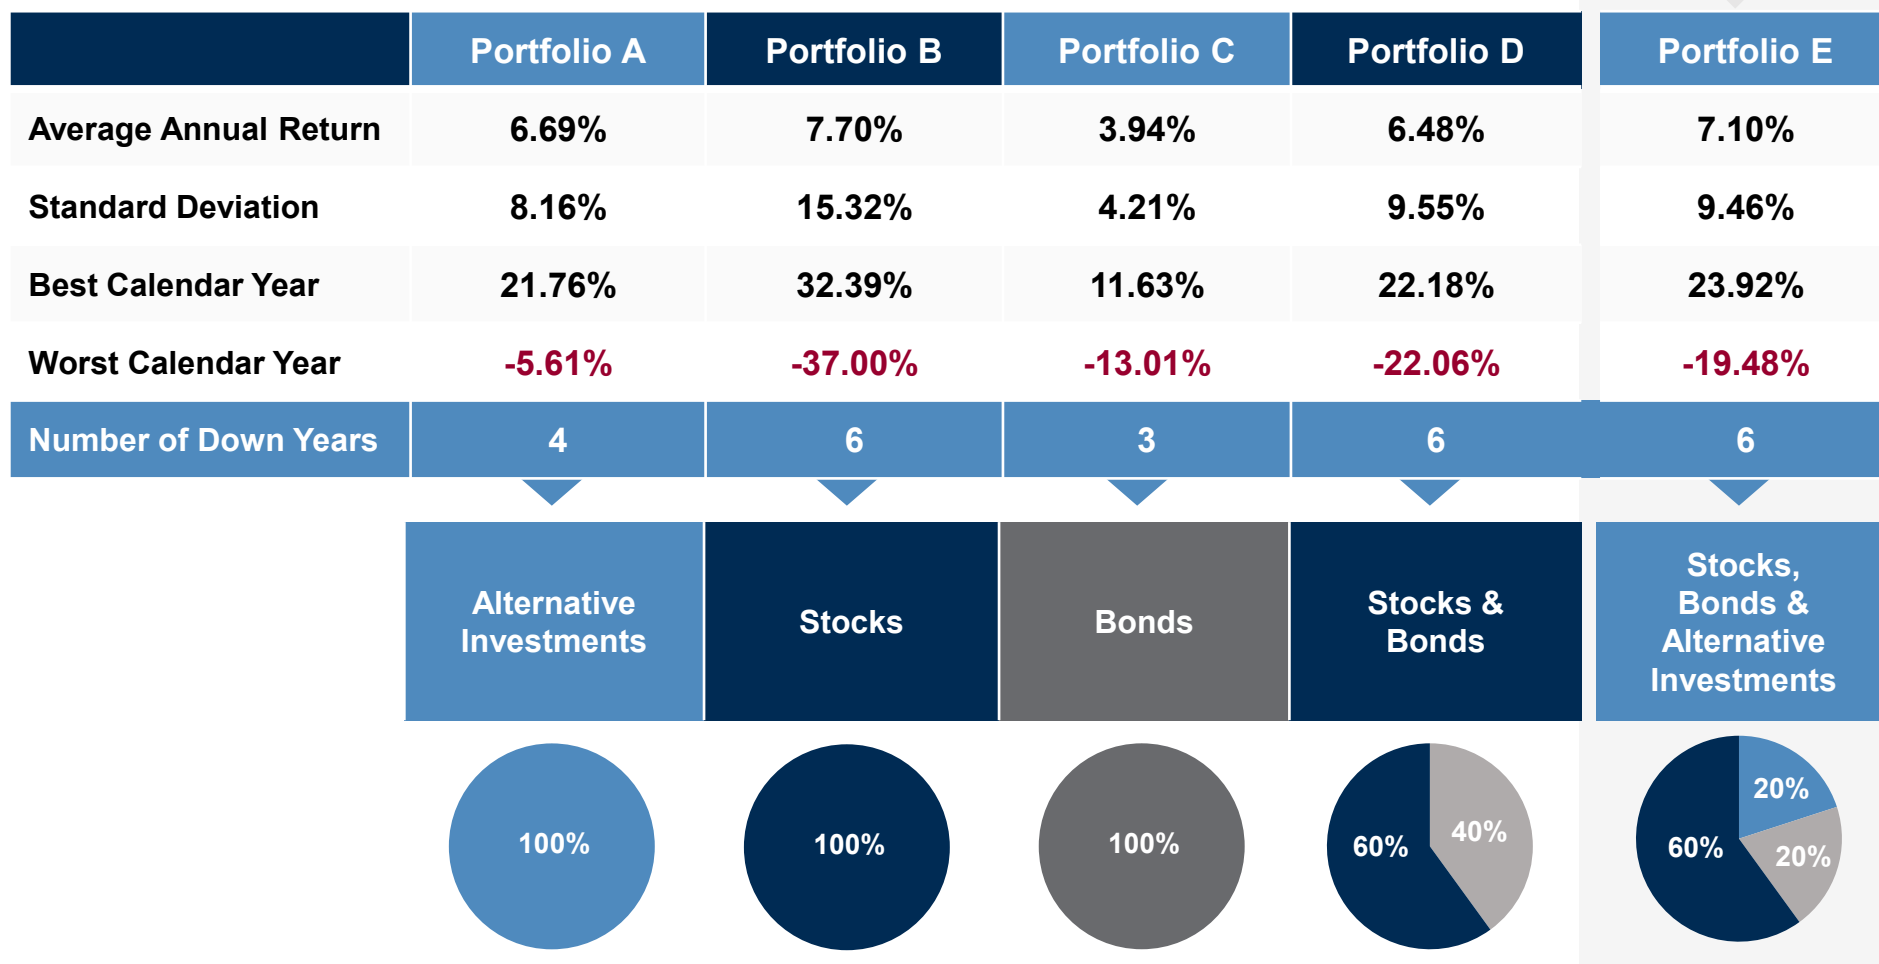 Portfolio A Portfolio B Portfolio C Portfolio D Portfolio E
Average Annual Return 6.69% 7.70% 3.94% 6.48% 7.10%
Standard Deviation 8.16% 15.32% 4.21% 9.55% 9.46%
Best Calendar Year 21.76% 32.39% 11.63% 22.18% 23.92%
Worst Calendar Year -5.61% -37.00% -13.01% -22.06% -19.48%
Number of Down Years 4 6 3 6 6
Alternative
Investments
Stocks
Bonds
Stocks &
Bonds
Stocks,
Bonds &
Alternative
Investments
100%
100%
100%
60%
40%
60%
20%
20%